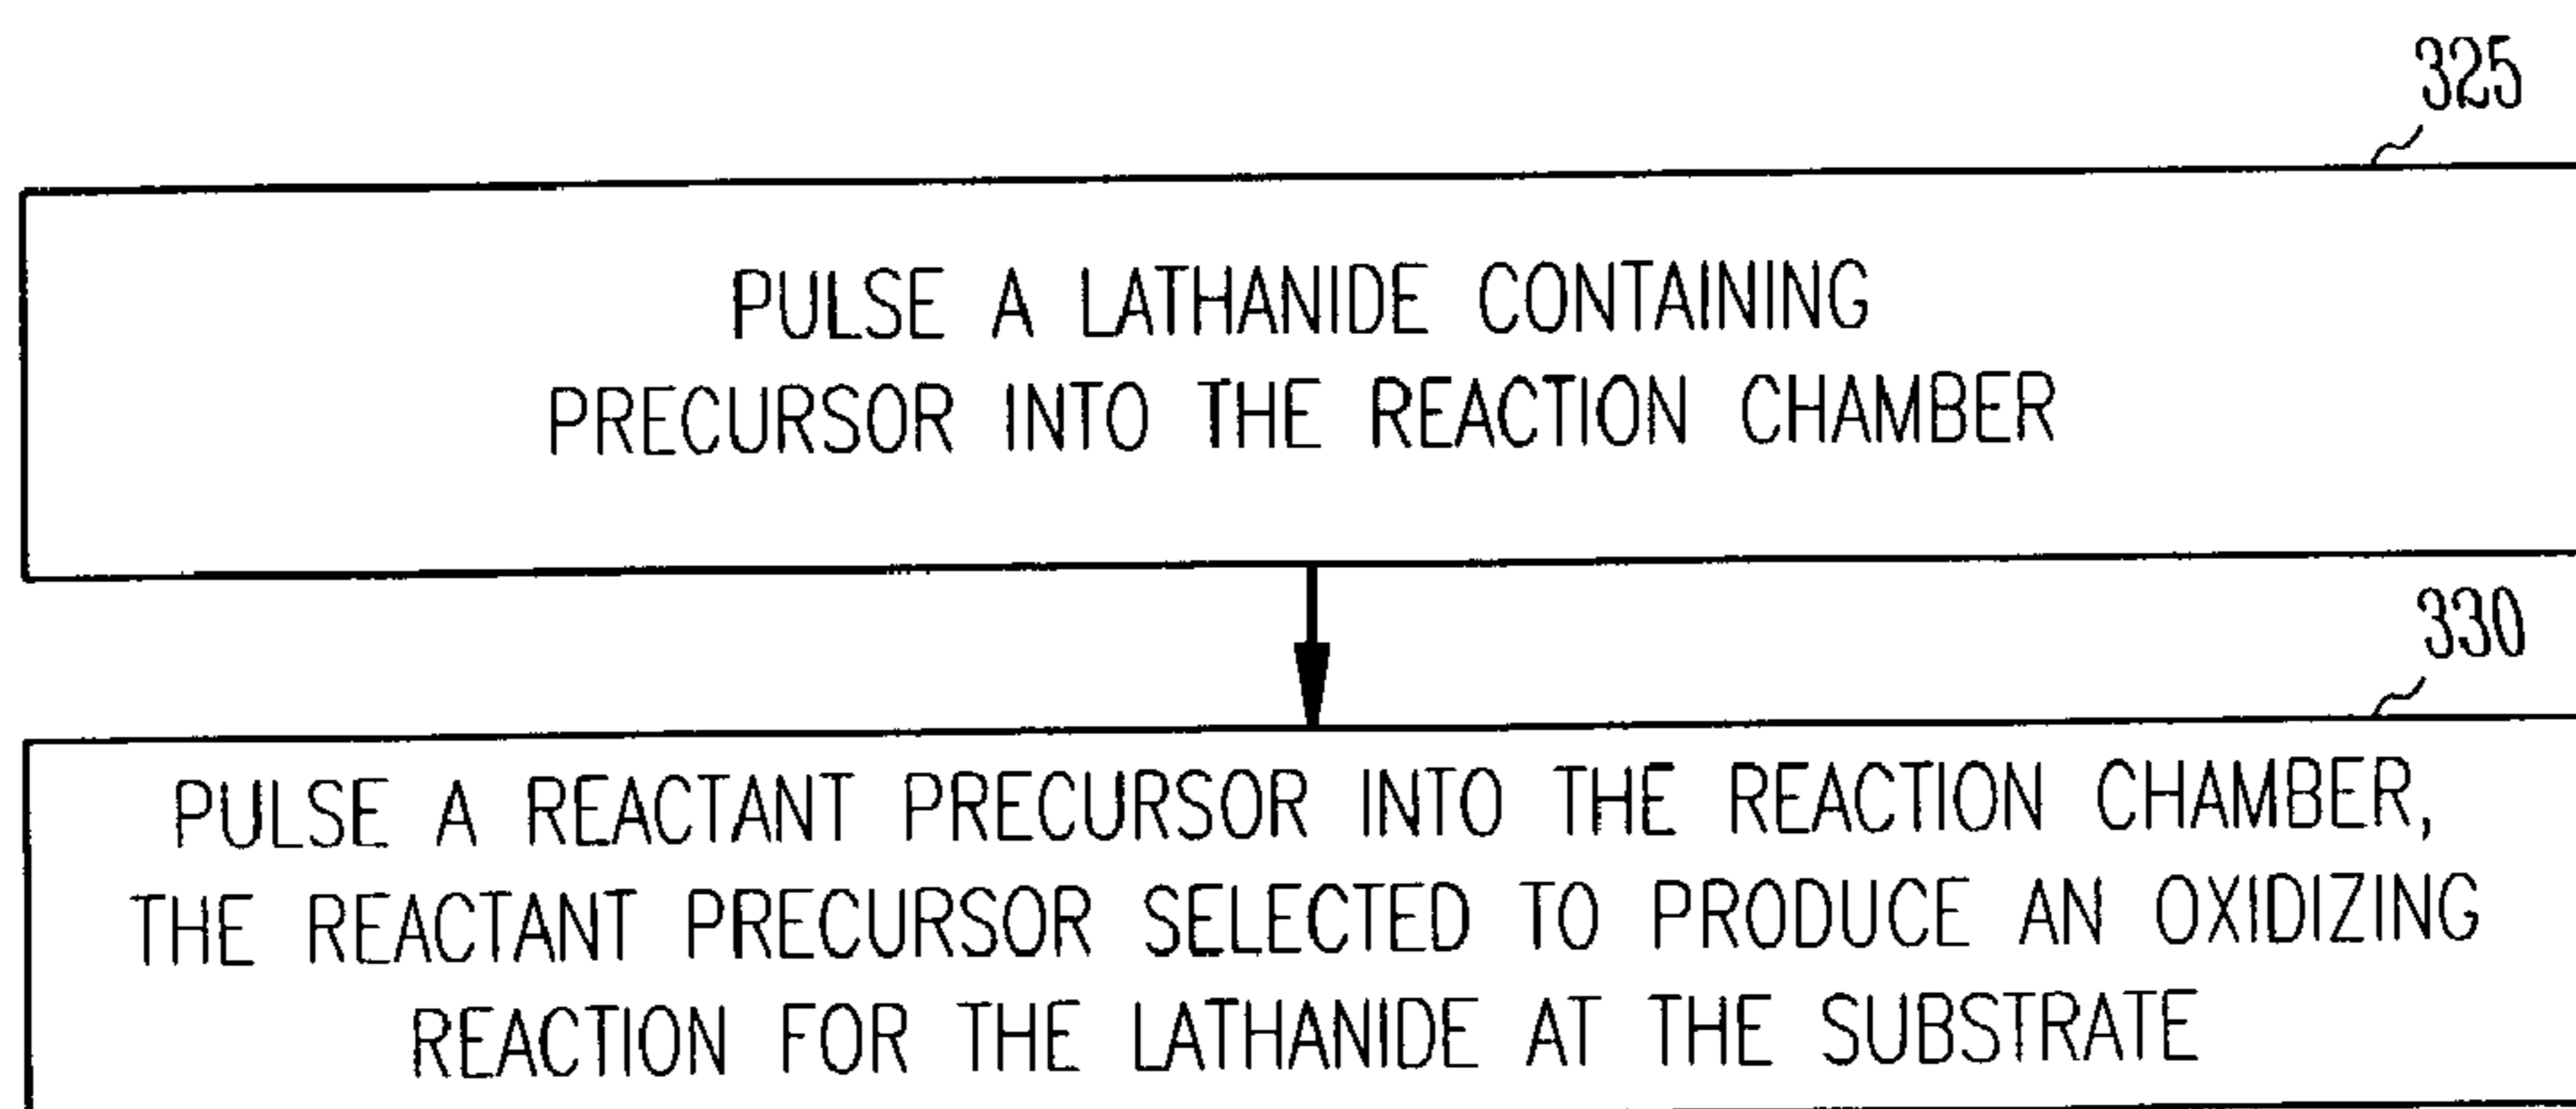 325
PULSE A LATHANIDE CONTAINING
PRECURSOR INTO THE REACTION CHAMBER
330
PULSE A REACTANT PRECURSOR INTO THE REACTION CHAMBER,
THE REACTANT PRECURSOR SELECTED TO PRODUCE AN OXIDIZING
REACTION FOR THE LATHANIDE AT THE SUBSTRATE